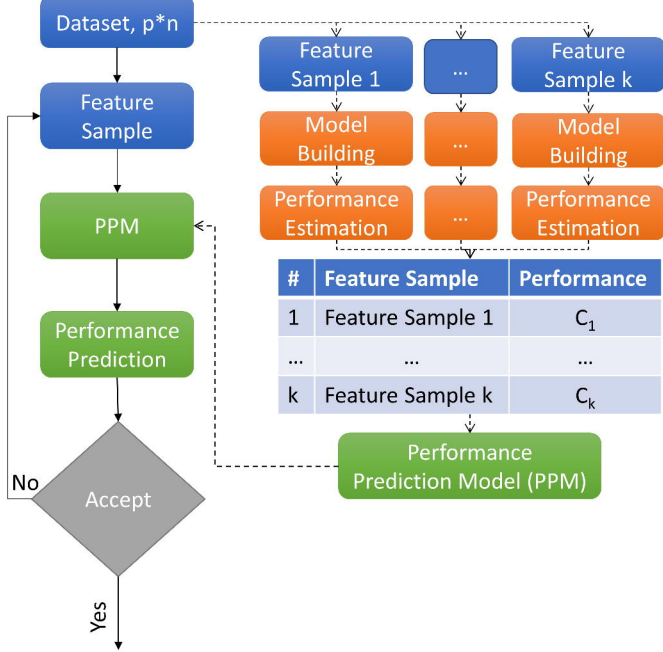 Dataset, p*n
Feature
Sample
PPM
Performance
Prediction
Accept
No
Yes
Feature
Sample 1
...
Feature
Sample k
Model
Building
...
Model
Building
Performance
Estimation
...
Performance
Estimation
# Feature Sample Performance
1 Feature Sample 1 C₁
... ... ...
k Feature Sample k Cₖ
Performance
Prediction Model (PPM)